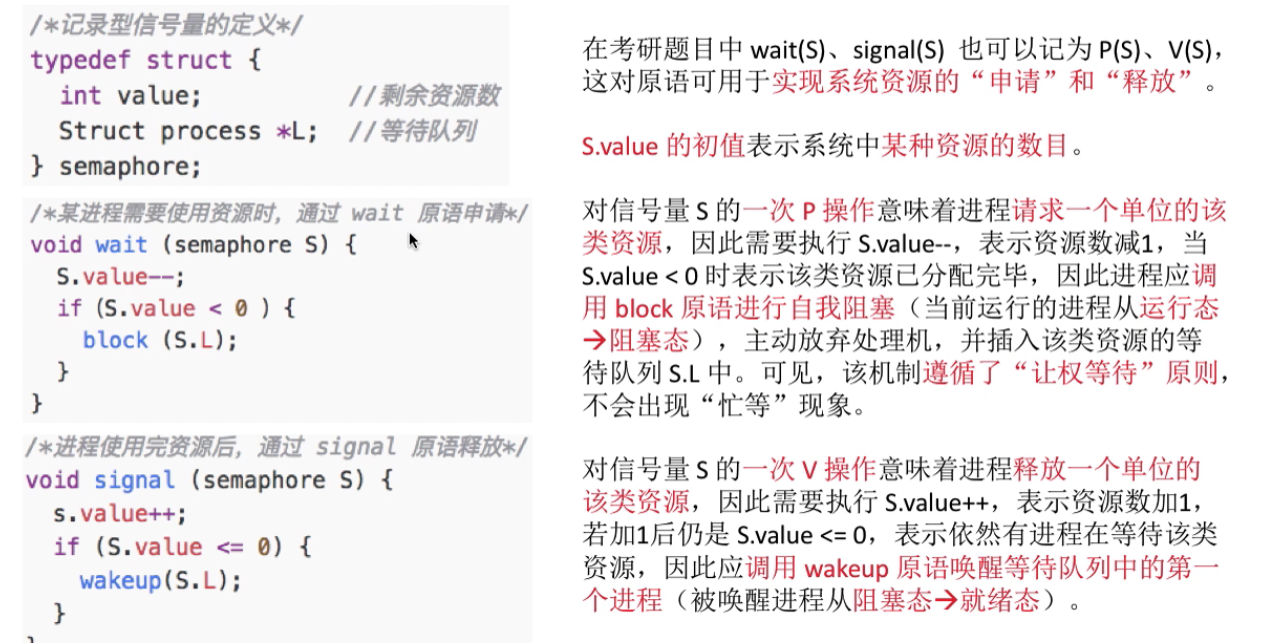 /*记录型信号量的定义*/
typedef struct {
int value; //剩余资源数
Struct process *L; //等待队列
} semaphore;
/*某进程需要使用资源时，通过 wait 原语申请*/
void wait (semaphore S) {
S.value--;
if (S.value < 0 ) {
block (S.L);
}
}
/*进程使用完资源后，通过 signal 原语释放*/
void signal (semaphore S) {
s.value++;
if (S.value <= 0) {
wakeup(S.L);
}
在考研题目中 wait(S)、signal(S) 也可以记为 P(S)、V(S)，
这对原语可用于实现系统资源的“申请”和“释放”。
S.value 的初值表示系统中某种资源的数目。
对信号量 S 的一次 P 操作意味着进程请求一个单位的该
类资源，因此需要执行 S.value--，表示资源数减1，当
S.value < 0 时表示该类资源已分配完毕，因此进程应调
用 block 原语进行自我阻塞（当前运行的进程从运行态
→阻塞态），主动放弃处理机，并插入该类资源的等
待队列 S.L 中。可见，该机制遵循了“让权等待”原则，
不会出现“忙等”现象。
对信号量 S 的一次 V 操作意味着进程释放一个单位的
该类资源，因此需要执行 S.value++，表示资源数加1，
若加1后仍是 S.value <= 0，表示依然有进程在等待该类
资源，因此应调用 wakeup 原语唤醒等待队列中的第一
个进程（被唤醒进程从阻塞态→就绪态）。